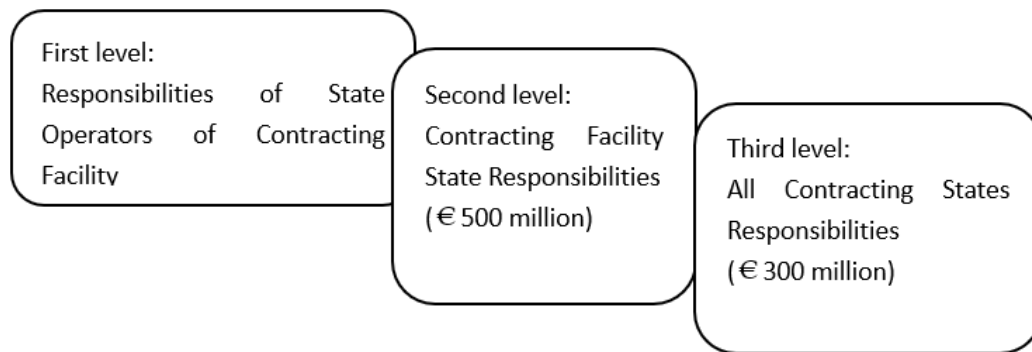 First level:
Responsibilities of State
Operators of Contracting
Facility
Second level:
Contracting Facility
State Responsibilities
(€ 500 million)
Third level:
All Contracting States
Responsibilities
(€ 300 million)